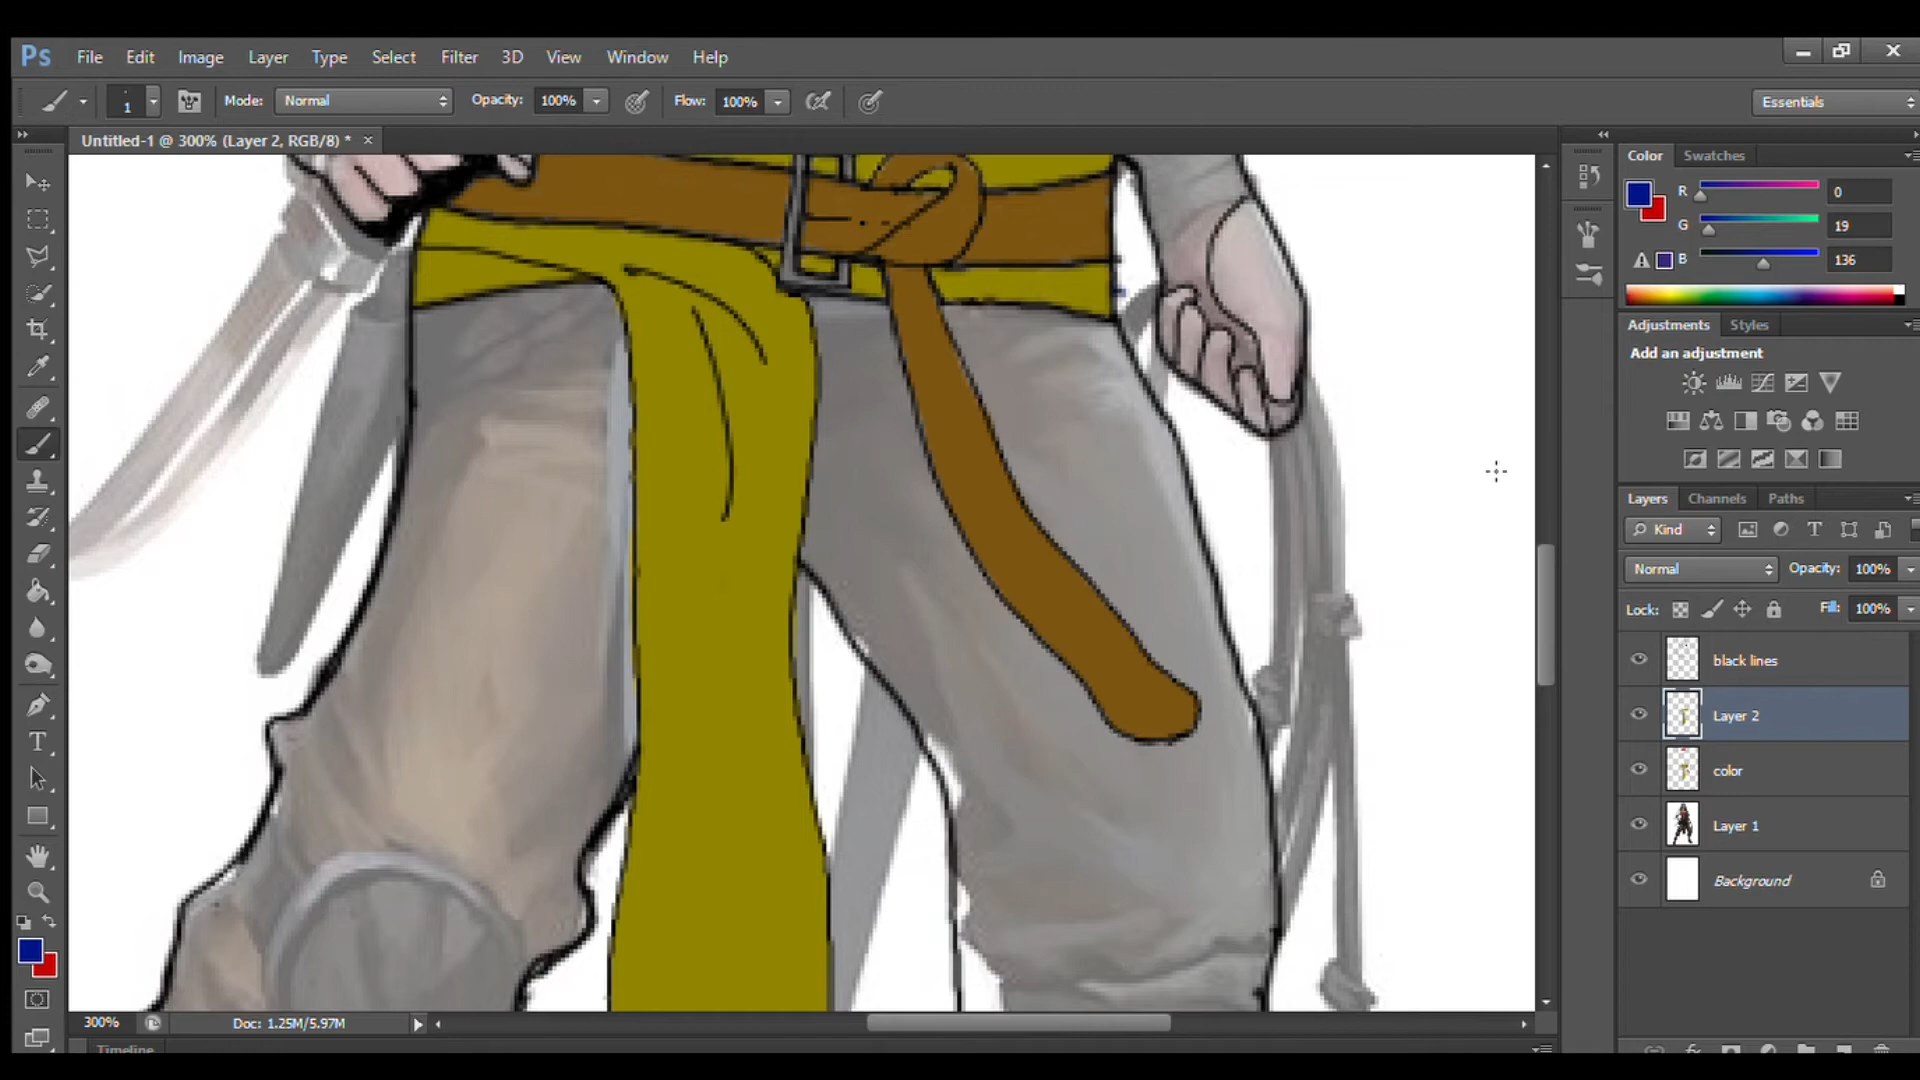 Ps File Edit Image Layer Type Select Filter 3D View Window Help
1 Mode: Normal Opacity: 100% Flow: 100% Essentials
Untitled-1 @ 300% (Layer 2, RGB/8) *
Color Swatches
R 0
G 19
B 136
Adjustments Styles
Add an adjustment
Layers Channels Paths
Kind
Normal Opacity: 100%
Lock: Fill: 100%
black lines
Layer 2
color
Layer 1
Background
300% Doc: 1.25M/5.97M
Timeline